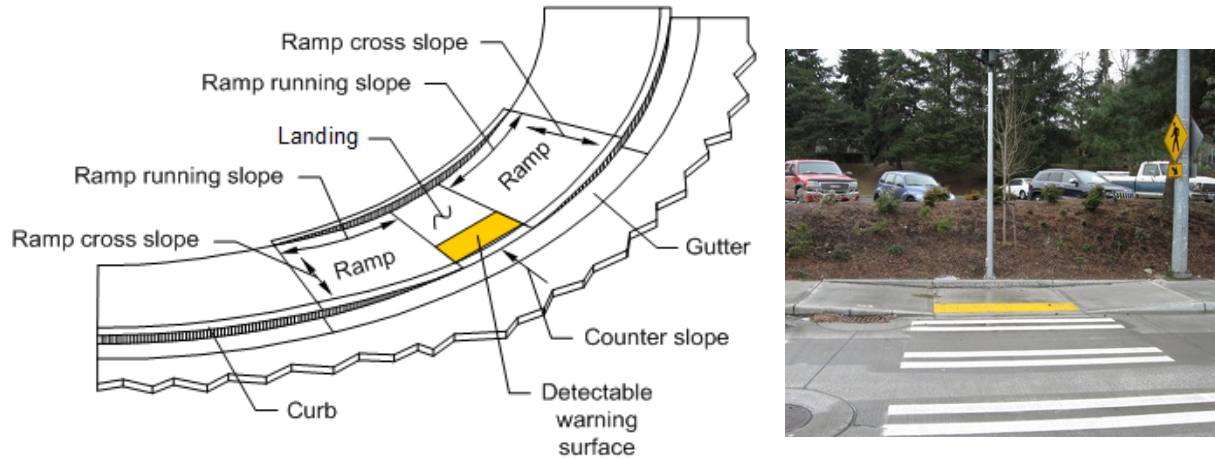 Ramp cross slope
Ramp running slope
Landing
Ramp running slope
Ramp cross slope
Ramp
Ramp
Gutter
Counter slope
Curb
Detectable
warning
surface